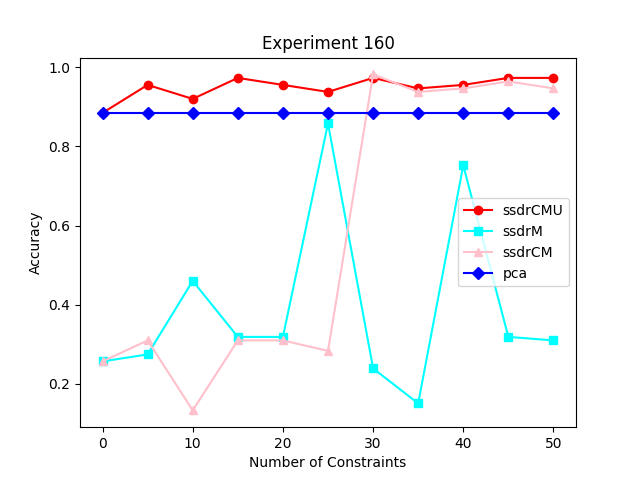 Experiment 160
Accuracy
1.0
0.8
0.6
0.4
0.2
ssdrCMU
ssdrM
ssdrCM
pca
0 10 20 30 40 50
Number of Constraints